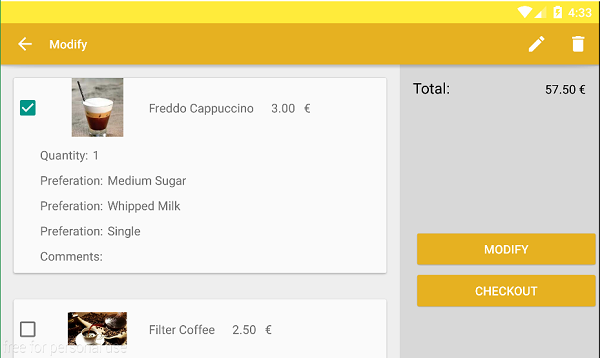 4:33
Modify
Freddo Cappuccino 3.00 €
Quantity: 1
Preferation: Medium Sugar
Preferation: Whipped Milk
Preferation: Single
Comments:
Filter Coffee 2.50 €
free for personal use
Total: 57.50 €
MODIFY
CHECKOUT